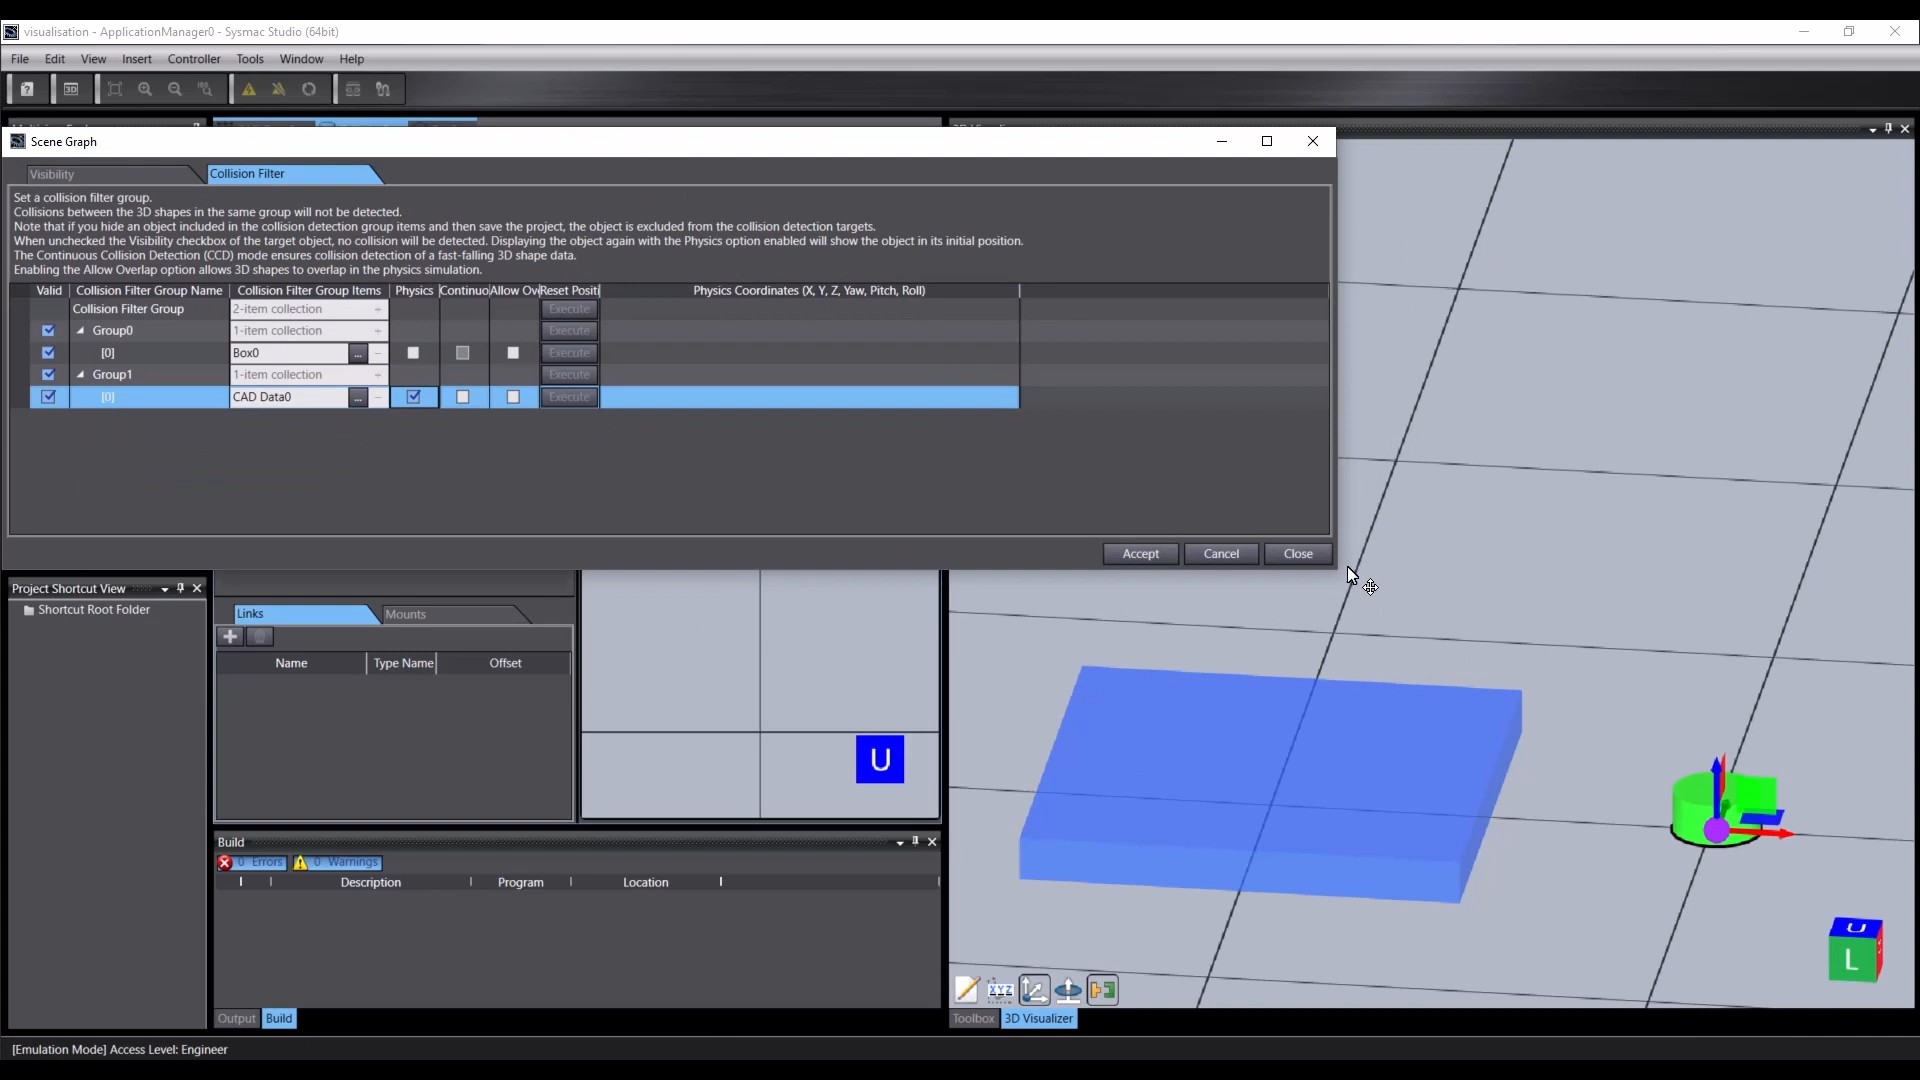 visualisation - ApplicationManager0 - Sysmac Studio (64bit)
File Edit View Insert Controller Tools Window Help
3D
Scene Graph
Visibility Collision Filter
Set a collision filter group.
Collisions between the 3D shapes in the same group will not be detected.
Note that if you hide an object included in the collision detection group items and then save the project, the object is excluded from the collision detection targets.
When unchecked the Visibility checkbox of the target object, no collision will be detected. Displaying the object again with the Physics option enabled will show the object in its initial position.
The Continuous Collision Detection (CCD) mode ensures collision detection of a fast-falling 3D shape data.
Enabling the Allow Overlap option allows 3D shapes to overlap in the physics simulation.
Valid Collision Filter Group Name Collision Filter Group Items Physics Continuo Allow Ov Reset Positi Physics Coordinates (X, Y, Z, Yaw, Pitch, Roll)
Collision Filter Group 2-item collection + Execute
Group0 1-item collection + Execute
[0] Box0 ... - Execute
Group1 1-item collection + Execute
[0] CAD Data0 ... - Execute
Accept Cancel Close
Project Shortcut View
Shortcut Root Folder
Links Mounts
Name Type Name Offset
U
Build
0 Errors 0 Warnings
Description Program Location
U
L
XYZ
Output Build
Toolbox 3D Visualizer
[Emulation Mode] Access Level: Engineer